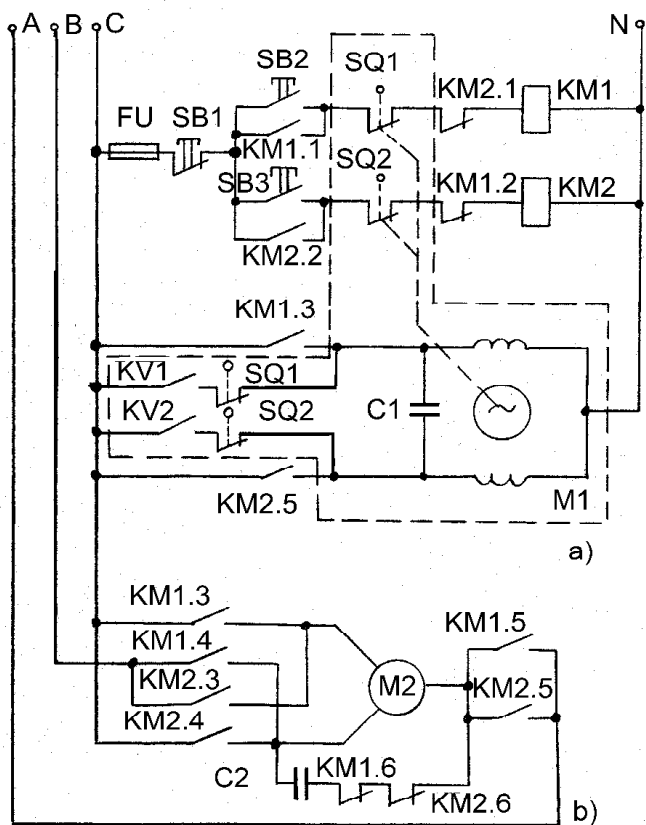 A B C N
SB2 SQ1 KM2.1 KM1
FU SB1
KM1.1
SB3 SQ2 KM1.2 KM2
KM2.2
KM1.3
KV1 SQ1
KV2 SQ2 C1
KM2.5 M1
a)
KM1.3
KM1.4 KM1.5
KM2.3 M2 KM2.5
KM2.4
C2 KM1.6
KM2.6 b)